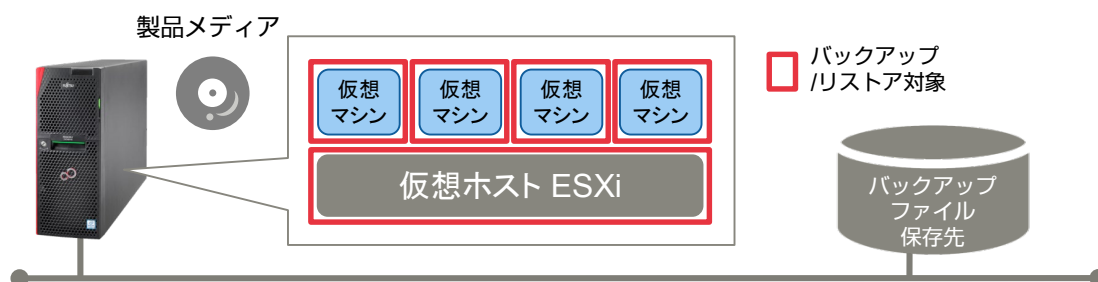 製品メディア
仮想
マシン
仮想
マシン
仮想
マシン
仮想
マシン
仮想ホスト ESXi
バックアップ
/リストア対象
バックアップ
ファイル
保存先